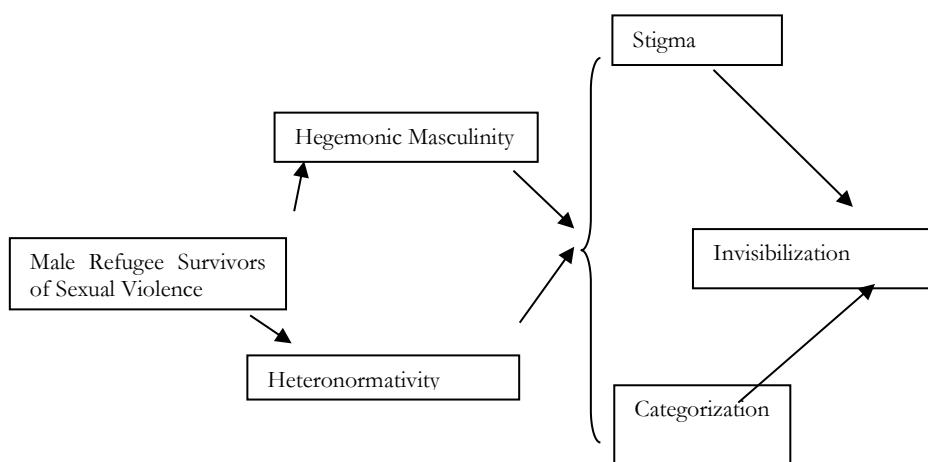 Stigma
Hegemonic Masculinity
Male Refugee Survivors
of Sexual Violence
Invisibilization
Heteronormativity
Categorization